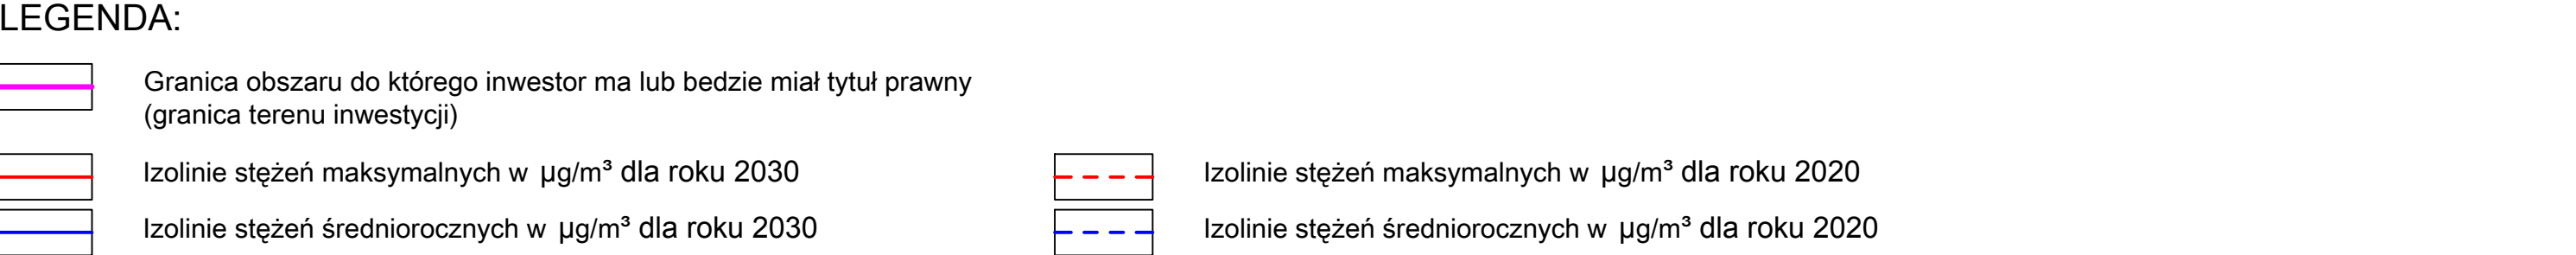 LEGENDA:
Granica obszaru do którego inwestor ma lub bedzie miał tytuł prawny
(granica terenu inwestycji)
Izolinie stężeń maksymalnych w µg/m³ dla roku 2030
Izolinie stężeń maksymalnych w µg/m³ dla roku 2020
Izolinie stężeń średniorocznych w µg/m³ dla roku 2030
Izolinie stężeń średniorocznych w µg/m³ dla roku 2020